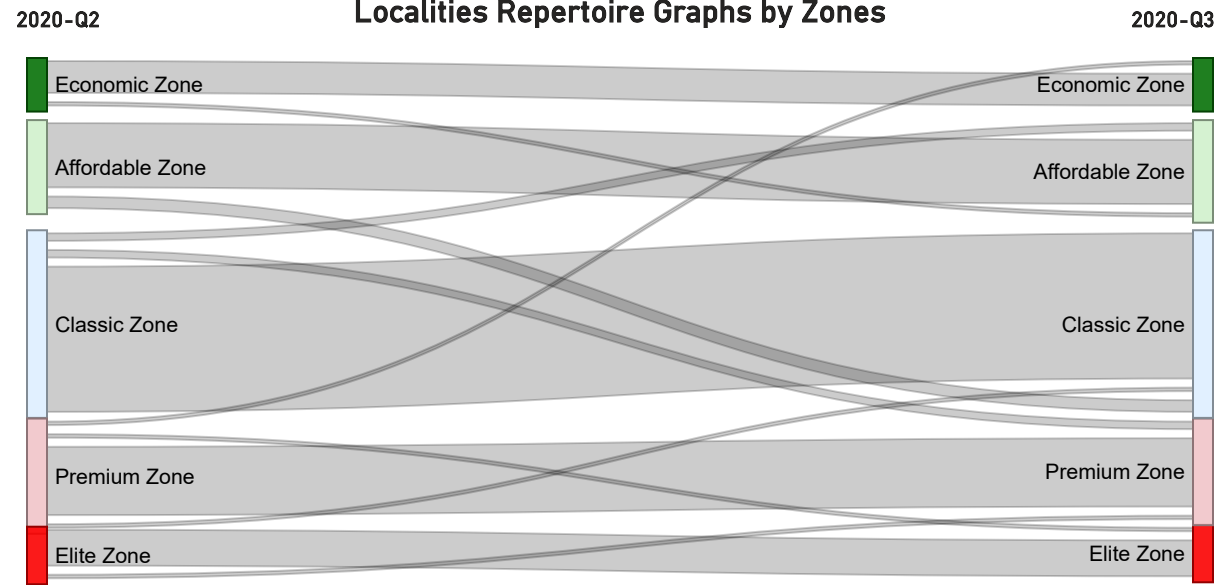 Localities Repertoire Graphs by Zones
2020-Q2
2020-Q3
Economic Zone
Economic Zone
Affordable Zone
Affordable Zone
Classic Zone
Classic Zone
Premium Zone
Premium Zone
Elite Zone
Elite Zone